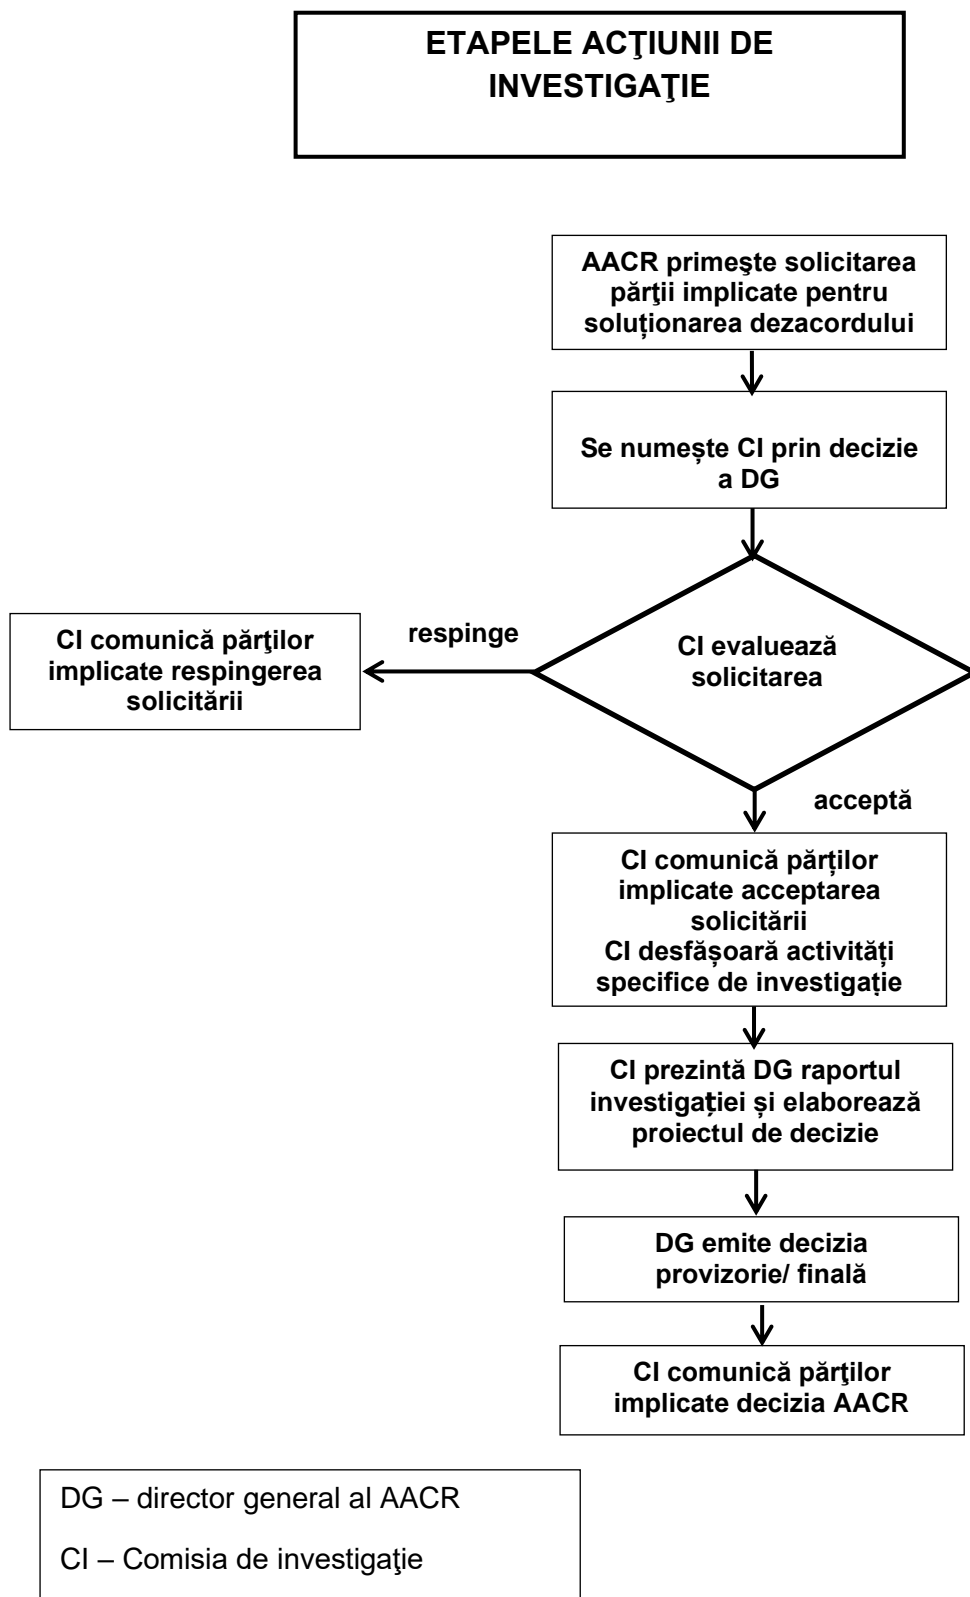 ETAPELE ACŢIUNII DE
INVESTIGAŢIE
AACR primeşte solicitarea
părţii implicate pentru
soluționarea dezacordului
Se numește CI prin decizie
a DG
CI evaluează
solicitarea
respinge
CI comunică părţilor
implicate respingerea
solicitării
acceptă
CI comunică părților
implicate acceptarea
solicitării
CI desfășoară activități
specifice de investigație
CI prezintă DG raportul
investigației și elaborează
proiectul de decizie
DG emite decizia
provizorie/ finală
CI comunică părţilor
implicate decizia AACR
DG – director general al AACR
CI – Comisia de investigaţie